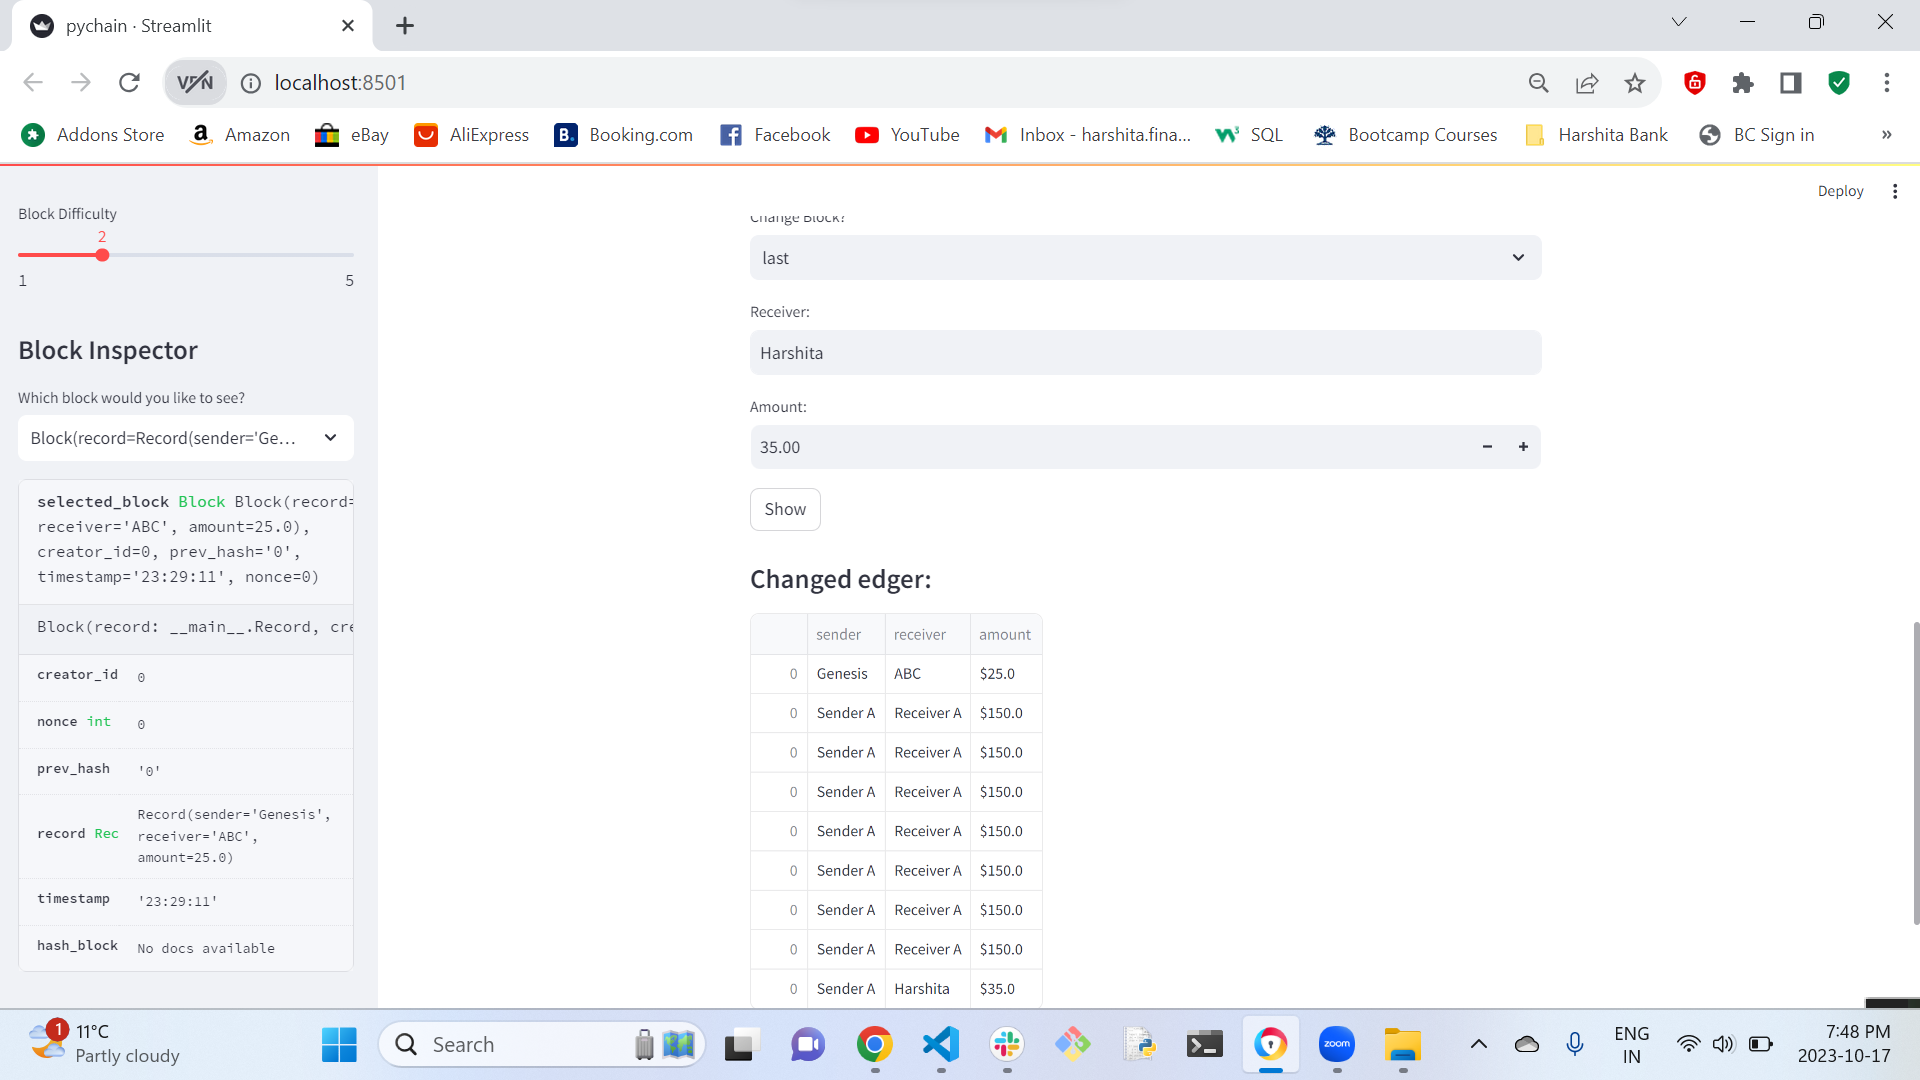 pychain · Streamlit
VPN
localhost:8501
Addons Store
Amazon
eBay
AliExpress
Booking.com
Facebook
YouTube
Inbox - harshita.fina...
SQL
Bootcamp Courses
Harshita Bank
BC Sign in
»
Deploy
Block Difficulty
2
1 5
Block Inspector
Which block would you like to see?
Block(record=Record(sender='Ge...
selected_block Block Block(record=
receiver='ABC', amount=25.0),
creator_id=0, prev_hash='0',
timestamp='23:29:11', nonce=0)
Block(record: __main__.Record, cre
creator_id 0
nonce int 0
prev_hash '0'
record Rec Record(sender='Genesis',
receiver='ABC',
amount=25.0)
timestamp '23:29:11'
hash_block No docs available
Change Block?
last
Receiver:
Harshita
Amount:
35.00
- +
Show
Changed edger:
sender receiver amount
0 Genesis ABC $25.0
0 Sender A Receiver A $150.0
0 Sender A Receiver A $150.0
0 Sender A Receiver A $150.0
0 Sender A Receiver A $150.0
0 Sender A Receiver A $150.0
0 Sender A Receiver A $150.0
0 Sender A Receiver A $150.0
0 Sender A Harshita $35.0
1
11°C
Partly cloudy
Search
zoom
ENG
IN
7:48 PM
2023-10-17